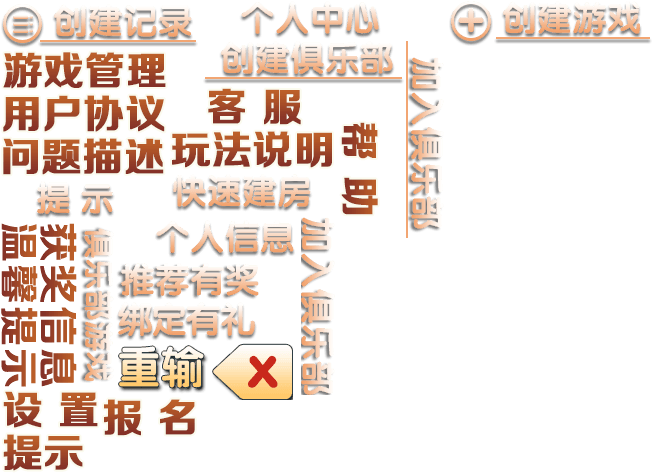 创建记录
个人中心
创建游戏
创建俱乐部
游戏管理
加入俱乐部
用户协议
客 服
帮 助
问题描述
玩法说明
提 示
快速建房
获奖信息
温馨提示
俱乐部游戏
个人信息
加入俱乐部
推荐有奖
绑定有礼
重输
设 置
报 名
提示